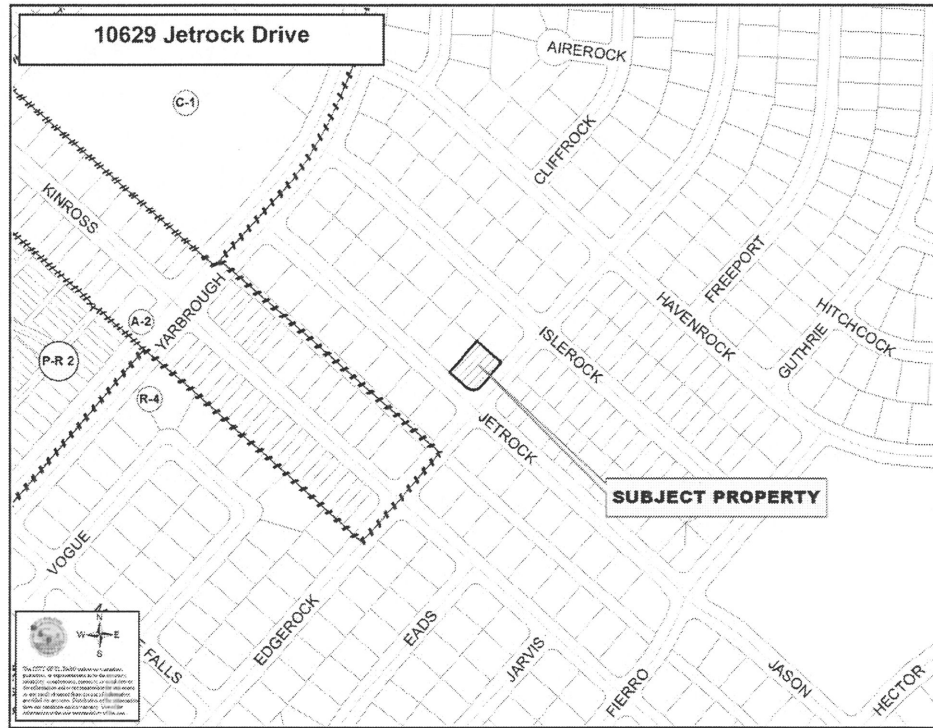 10629 Jetrock Drive
AIREROCK
C-1
CLIFFROCK
KINROSS
FREEPORT
YARBROUGH
HAVENROCK
HITCHCOCK
A-2
ISLEROCK
GUTHRIE
P-R 2
R-4
JETROCK
SUBJECT PROPERTY
VOGUE
N
W E
S
EDGEROCK
EADS
FALLS
JARVIS
FIERRO
JASON
HECTOR